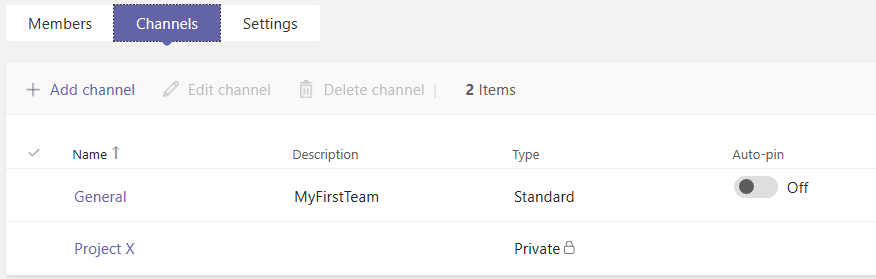 Members Channels Settings
+ Add channel Edit channel Delete channel | 2 Items
Name ↑ Description Type Auto-pin
General MyFirstTeam Standard Off
Project X Private